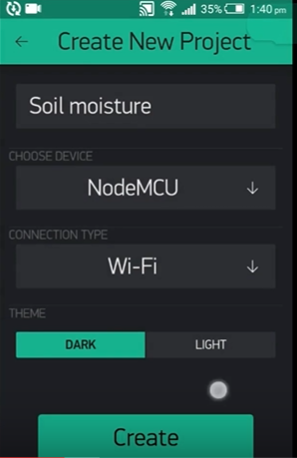 35% 1:40 pm
← Create New Project
Soil moisture
CHOOSE DEVICE
NodeMCU ↓
CONNECTION TYPE
Wi-Fi ↓
THEME
DARK LIGHT
Create